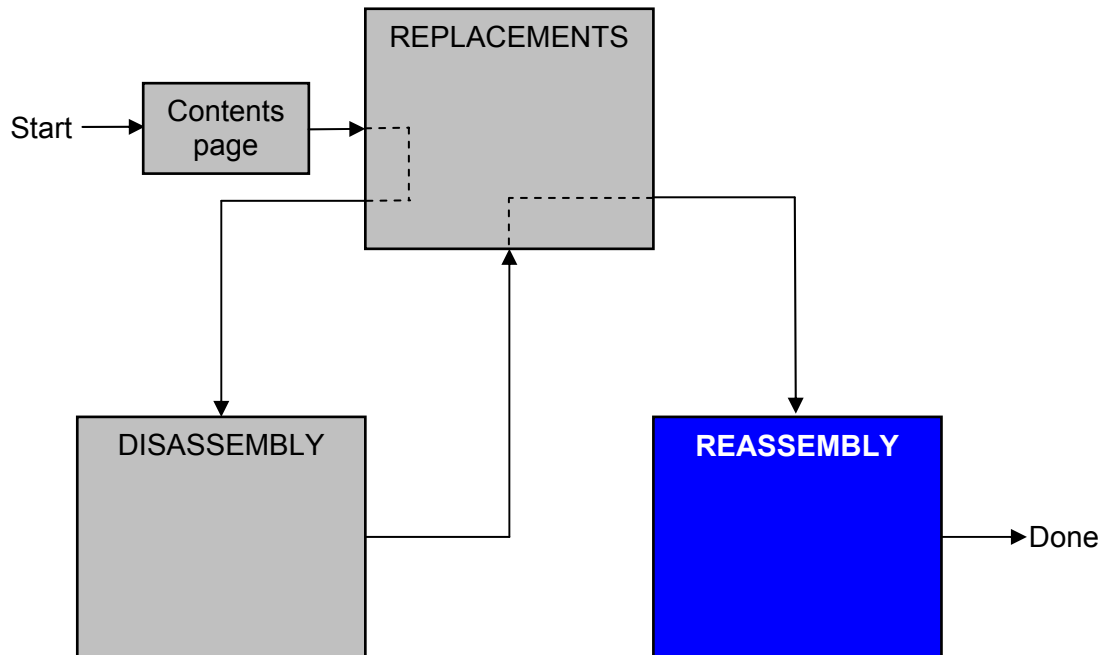 REPLACEMENTS
Start
Contents
page
DISASSEMBLY
REASSEMBLY
Done